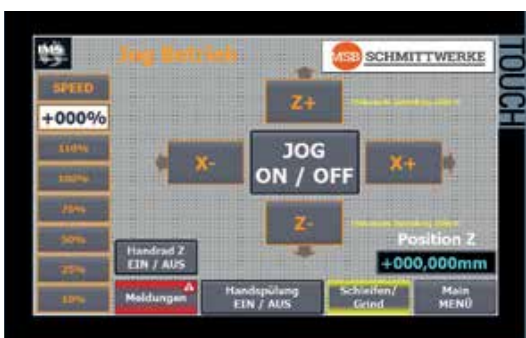 IMS
Jog Betrieb
MSB SCHMITTWERKE
TOUCH
SPEED
+000%
110%
100%
75%
50%
25%
10%
Z+
X-
JOG
ON / OFF
X+
Z-
Handrad Z
EIN / AUS
Position Z
+000,000mm
Meldungen
Handspülung
EIN / AUS
Schleifen/
Grind
Main
MENÜ